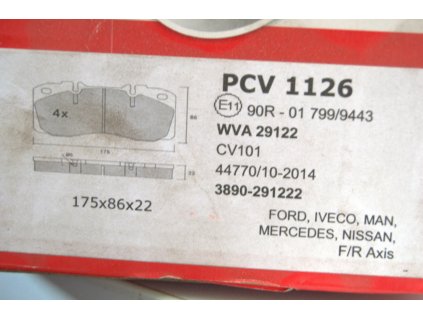 PCV 1126
E11 90R - 01 799/9443
WVA 29122
CV101
44770/10-2014
3890-291222
FORD, IVECO, MAN,
MERCEDES, NISSAN,
F/R Axis
4x
86
175
22
175x86x22